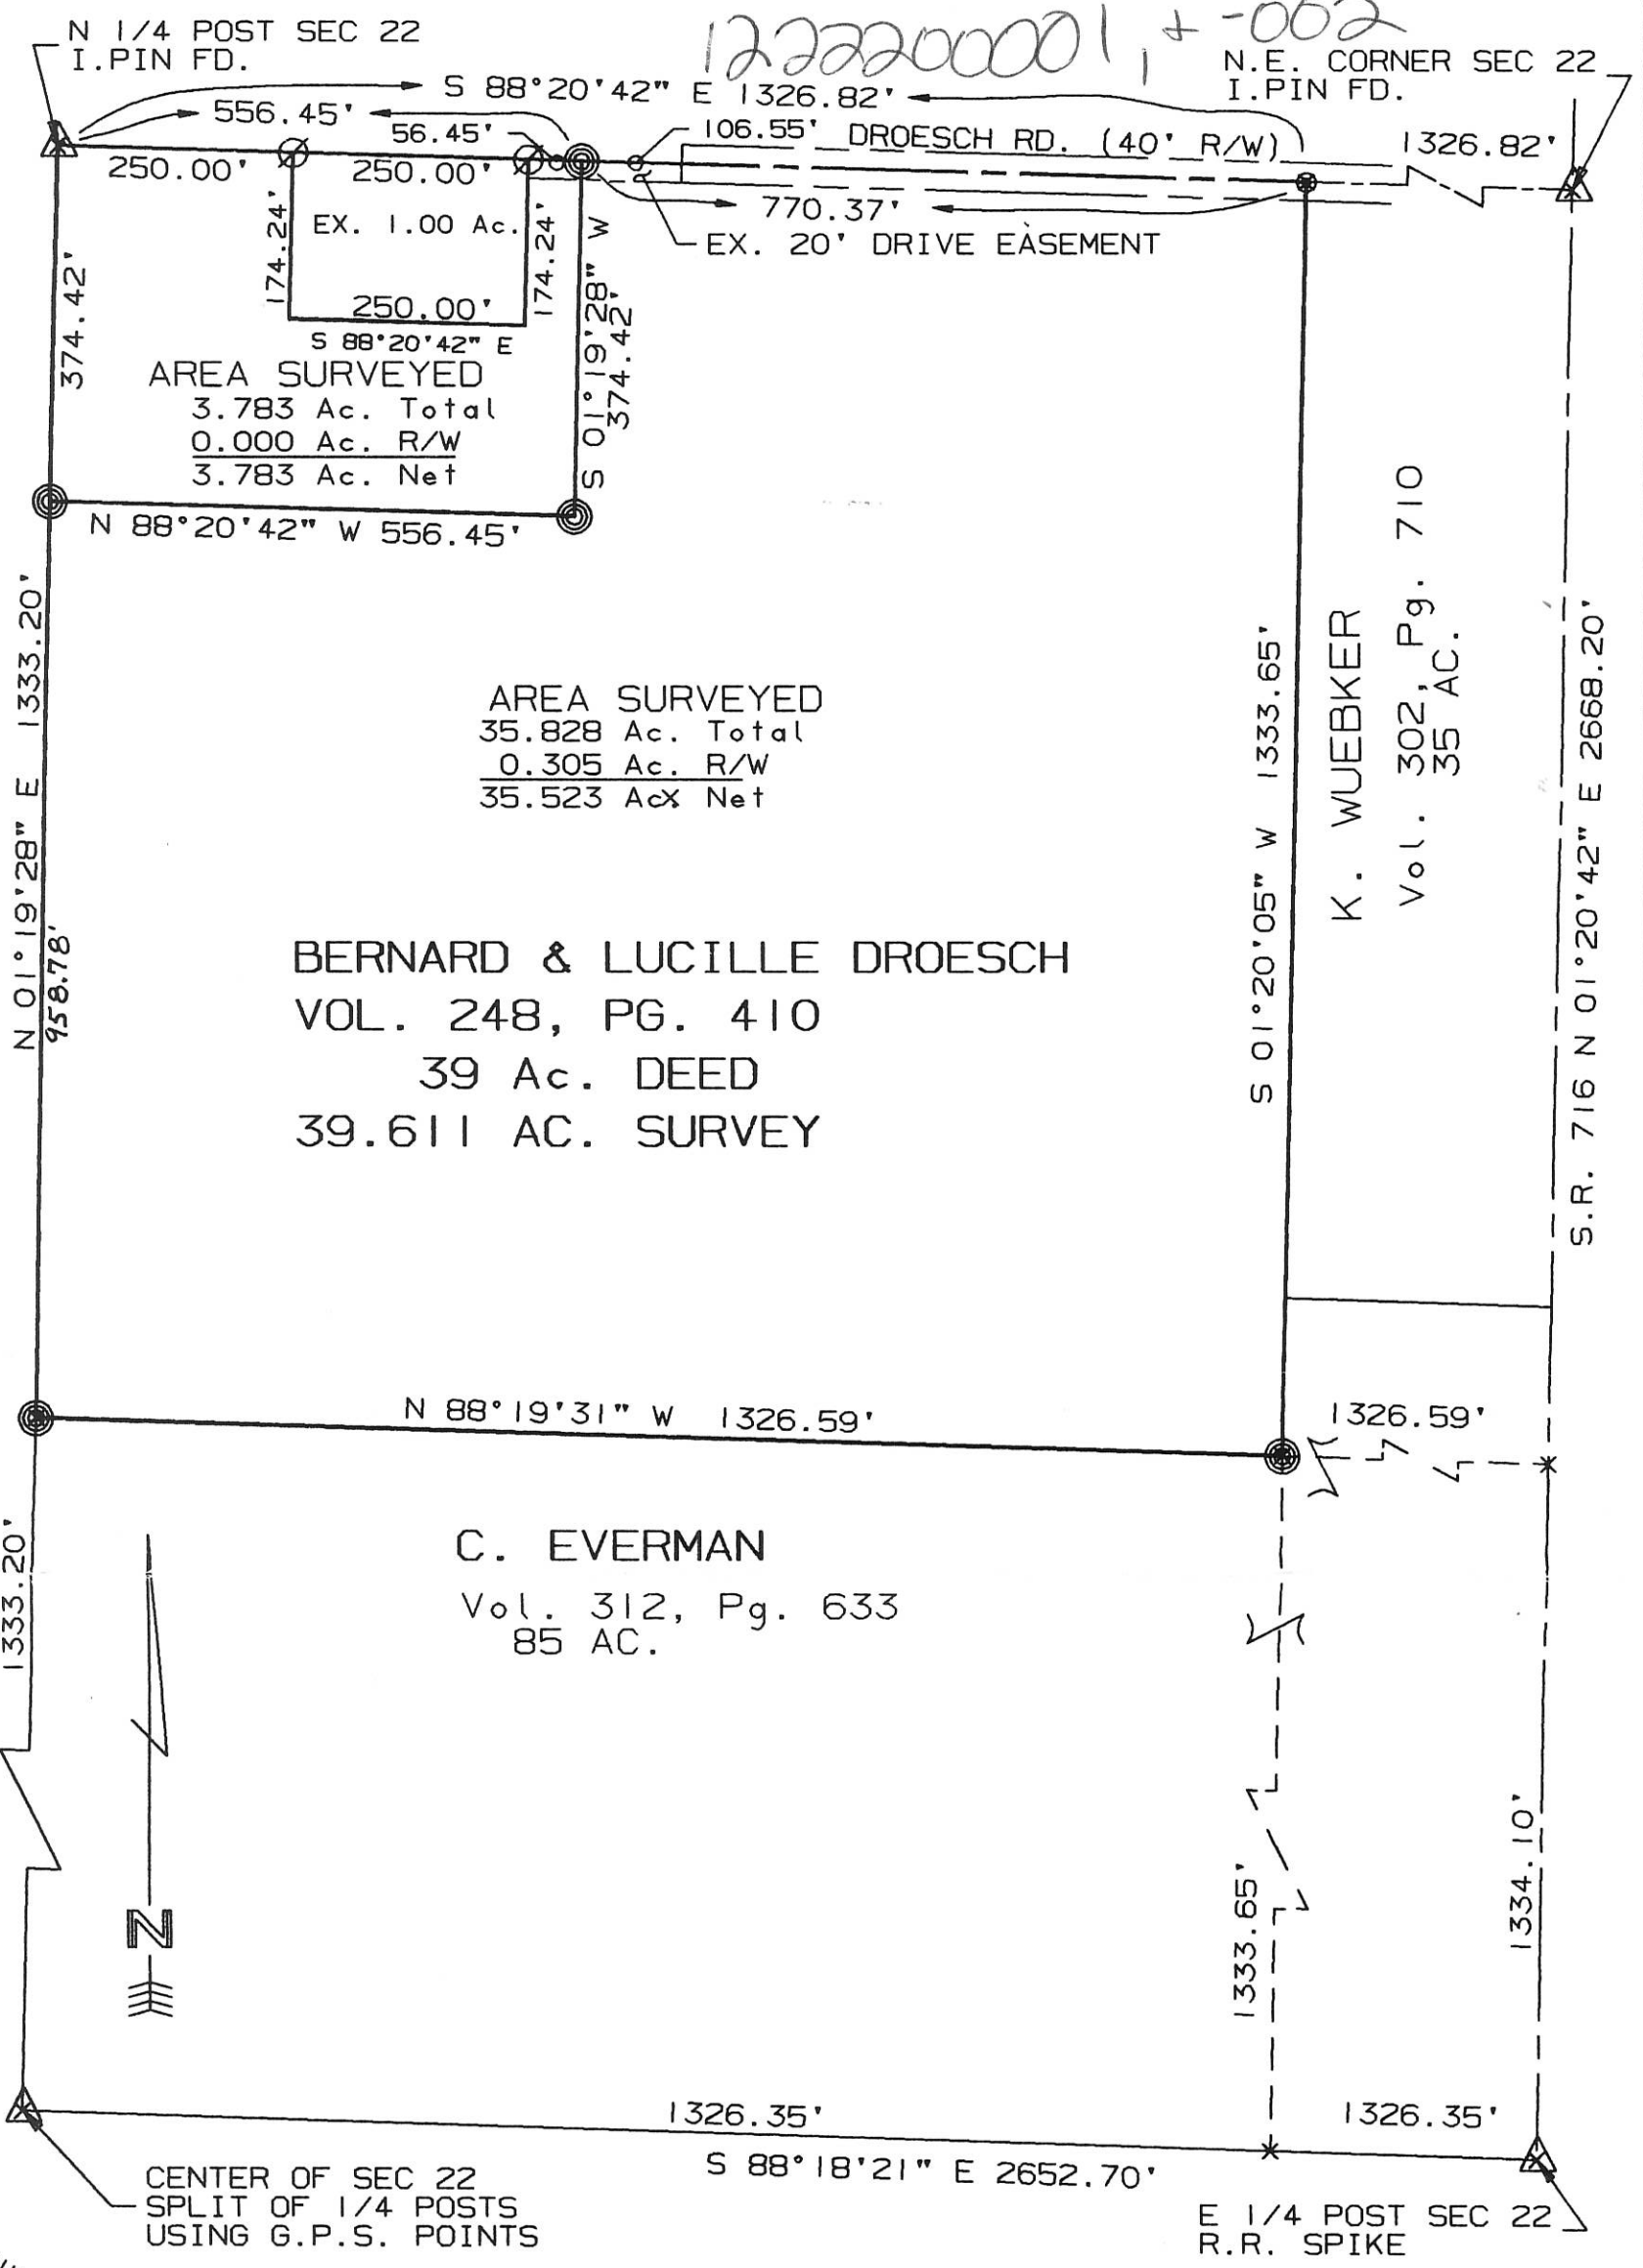 122220000 1, + -002
N 1/4 POST SEC 22
I.PIN FD.
N.E. CORNER SEC 22
I.PIN FD.
S 88°20'42" E 1326.82'
556.45'
56.45'
106.55'
DROESCH RD. (40' R/W)
1326.82'
250.00'
250.00'
770.37'
EX. 20' DRIVE EASEMENT
174.24'
EX. 1.00 Ac.
174.24'
250.00'
S 88°20'42" E
374.42'
S 01°19'28" W
374.42'
AREA SURVEYED
3.783 Ac. Total
0.000 Ac. R/W
3.783 Ac. Net
N 88°20'42" W 556.45'
N 01°19'28" E 1333.20'
958.78'
AREA SURVEYED
35.828 Ac. Total
0.305 Ac. R/W
35.523 Acx Net
S 01°20'05" W 1333.65'
K. WUEBKER
Vol. 302, Pg. 710
35 AC.
S.R. 716 N 01°20'42" E 2668.20'
BERNARD & LUCILLE DROESCH
VOL. 248, PG. 410
39 Ac. DEED
39.611 AC. SURVEY
N 88°19'31" W 1326.59'
1326.59'
C. EVERMAN
Vol. 312, Pg. 633
85 AC.
1333.20'
N
1333.65'
1334.10'
1326.35'
1326.35'
S 88°18'21" E 2652.70'
CENTER OF SEC 22
SPLIT OF 1/4 POSTS
USING G.P.S. POINTS
E 1/4 POST SEC 22
R.R. SPIKE